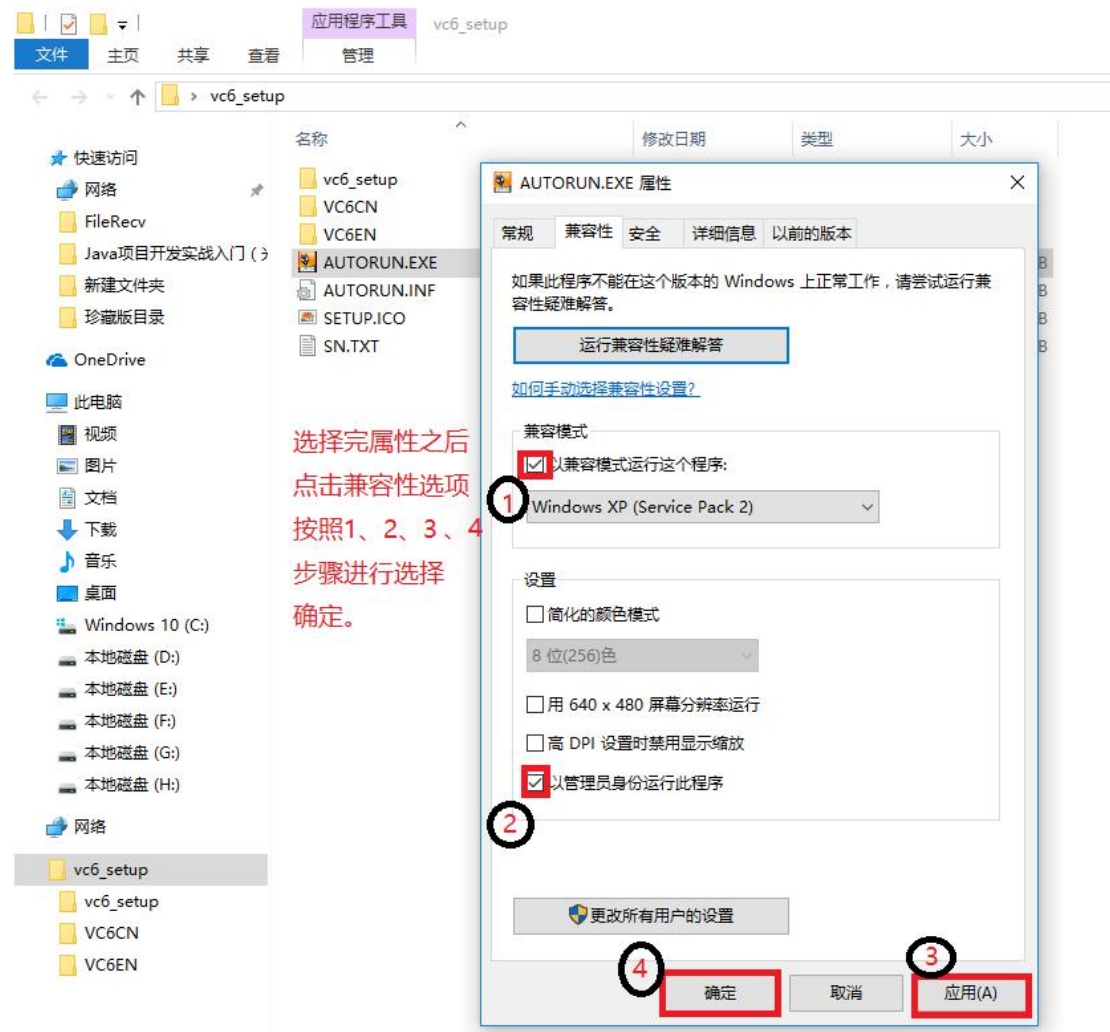 应用程序工具
vc6_setup
文件
主页
共享
查看
管理
vc6_setup
快速访问
网络
FileRecv
Java项目开发实战入门（
新建文件夹
珍藏版目录
OneDrive
此电脑
视频
图片
文档
下载
音乐
桌面
Windows 10 (C:)
本地磁盘 (D:)
本地磁盘 (E:)
本地磁盘 (F:)
本地磁盘 (G:)
本地磁盘 (H:)
网络
vc6_setup
vc6_setup
VC6CN
VC6EN
名称
修改日期
类型
大小
vc6_setup
VC6CN
VC6EN
AUTORUN.EXE
AUTORUN.INF
SETUP.ICO
SN.TXT
B
B
B
B
选择完属性之后
点击兼容性选项
按照1、2、3、4
步骤进行选择
确定。
AUTORUN.EXE 属性
常规
兼容性
安全
详细信息
以前的版本
如果此程序不能在这个版本的 Windows 上正常工作，请尝试运行兼
容性疑难解答。
运行兼容性疑难解答
如何手动选择兼容性设置?
兼容模式
以兼容模式运行这个程序:
1
Windows XP (Service Pack 2)
设置
简化的颜色模式
8 位(256)色
用 640 x 480 屏幕分辨率运行
高 DPI 设置时禁用显示缩放
以管理员身份运行此程序
2
更改所有用户的设置
4
3
确定
取消
应用(A)